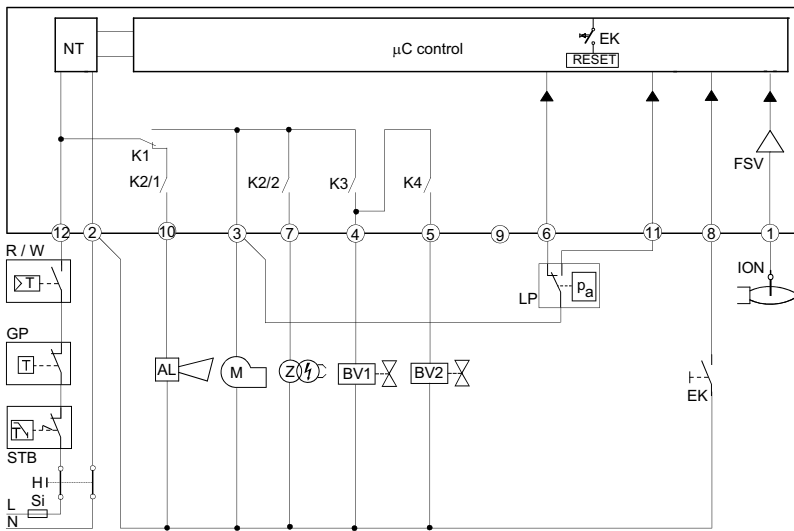 NT
µC control
EK
RESET
FSV
K1
K2/1
K2/2
K3
K4
12
2
10
3
7
4
5
9
6
11
8
1
R / W
T
LP
pa
ION
GP
T
AL
M
Z
BV1
BV2
EK
T
STB
H
Si
L
N